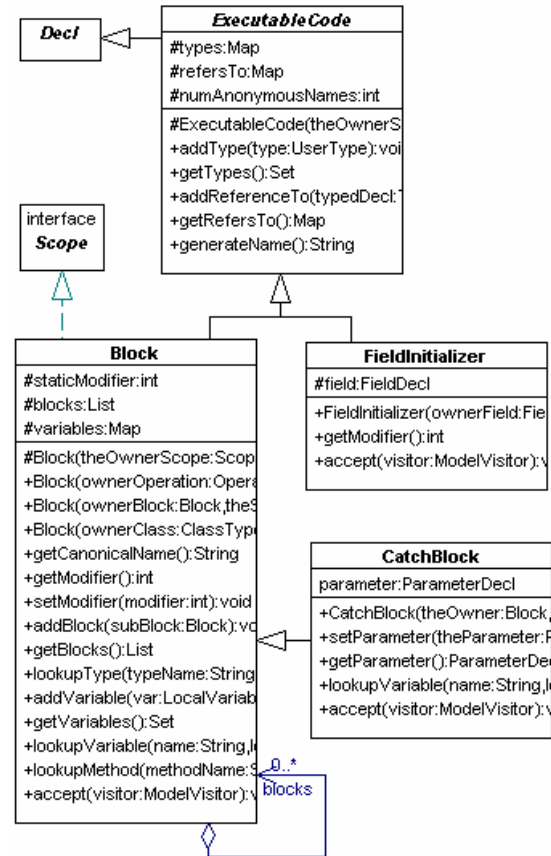 Decl
ExecutableCode
#types:Map
#refersTo:Map
#numAnonymousNames:int
#ExecutableCode(theOwnerS
+addType(type:UserType):voi
+getTypes():Set
+addReferenceTo(typedDecl:
+getRefersTo():Map
+generateName():String
interface
Scope
Block
#staticModifier:int
#blocks:List
#variables:Map
#Block(theOwnerScope:Scop
+Block(ownerOperation:Opera
+Block(ownerBlock:Block,theS
+Block(ownerClass:ClassType
+getCanonicalName():String
+getModifier():int
+setModifier(modifier:int):void
+addBlock(subBlock:Block):vo
+getBlocks():List
+lookupType(typeName:String
+addVariable(var:LocalVariab
+getVariables():Set
+lookupVariable(name:String,l
+lookupMethod(methodName:S
+accept(visitor:ModelVisitor):v
FieldInitializer
#field:FieldDecl
+FieldInitializer(ownerField:Fie
+getModifier():int
+accept(visitor:ModelVisitor):v
CatchBlock
parameter:ParameterDecl
+CatchBlock(theOwner:Block,
+setParameter(theParameter:P
+getParameter():ParameterDec
+lookupVariable(name:String,l
+accept(visitor:ModelVisitor):v
0..*
blocks